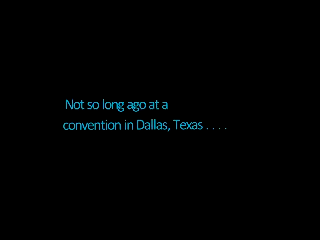 Not so long ago at a
convention in Dallas, Texas . . . .